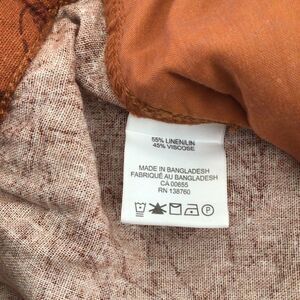 55% LINEN/LIN
45% VISCOSE
MADE IN BANGLADESH
FABRIQUÉ AU BANGLADESH
CA 00655
RN 138760
P